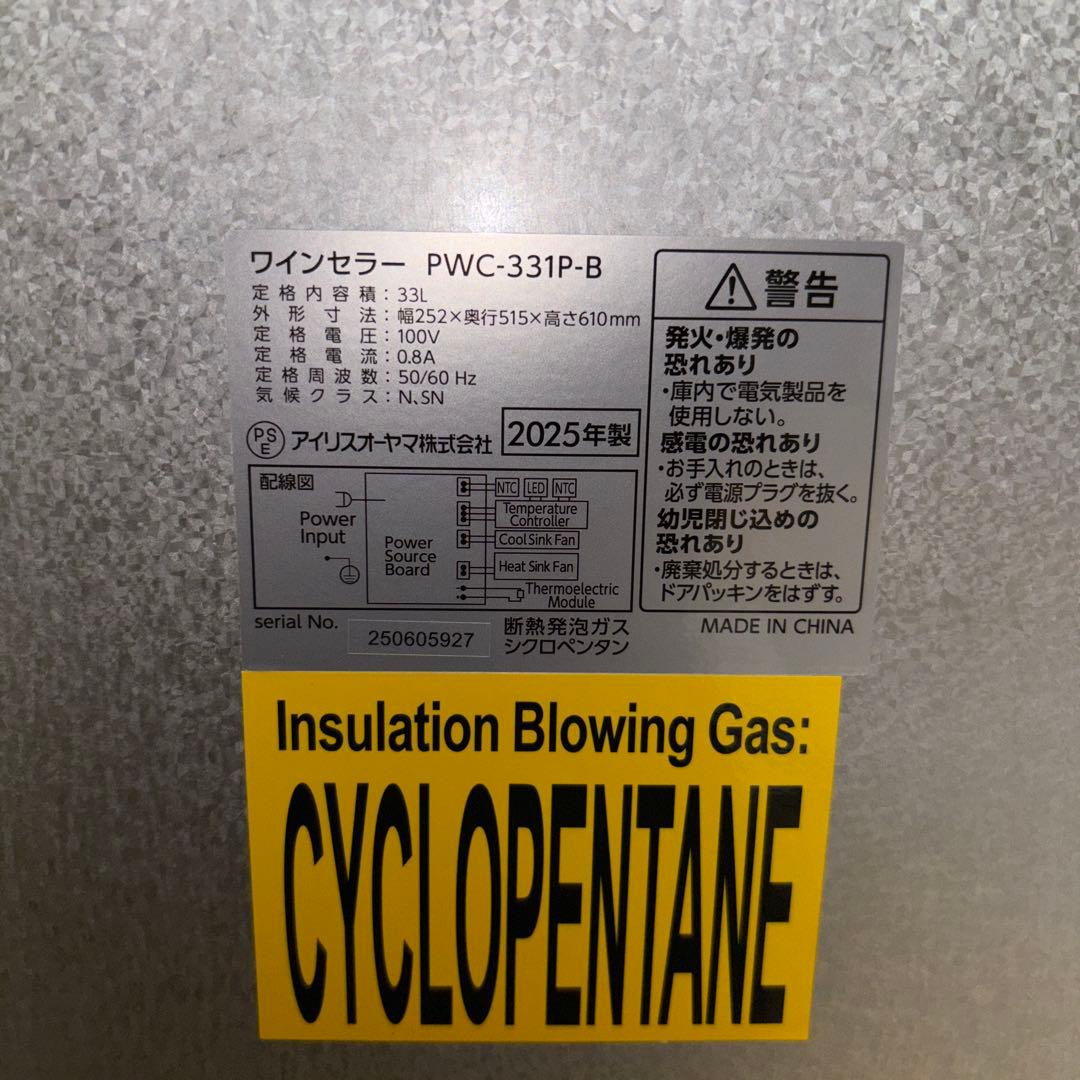 ワインセラー PWC-331P-B
定格内容積：33L
外形寸法：幅252×奥行515×高さ610mm
定格電圧：100V
定格電流：0.8A
定格周波数：50/60 Hz
気候クラス：N、SN
PSE アイリスオーヤマ株式会社 2025年製
配線図
Power Input
Power Source Board
NTC LED NTC
Temperature Controller
Cool Sink Fan
Heat Sink Fan
Thermoelectric Module
serial No. 250605927
断熱発泡ガス
シクロペンタン
警告
発火・爆発の
恐れあり
・庫内で電気製品を
使用しない。
感電の恐れあり
・お手入れのときは、
必ず電源プラグを抜く。
幼児閉じ込めの
恐れあり
・廃棄処分するときは、
ドアパッキンをはずす。
MADE IN CHINA
Insulation Blowing Gas:
CYCLOPENTANE